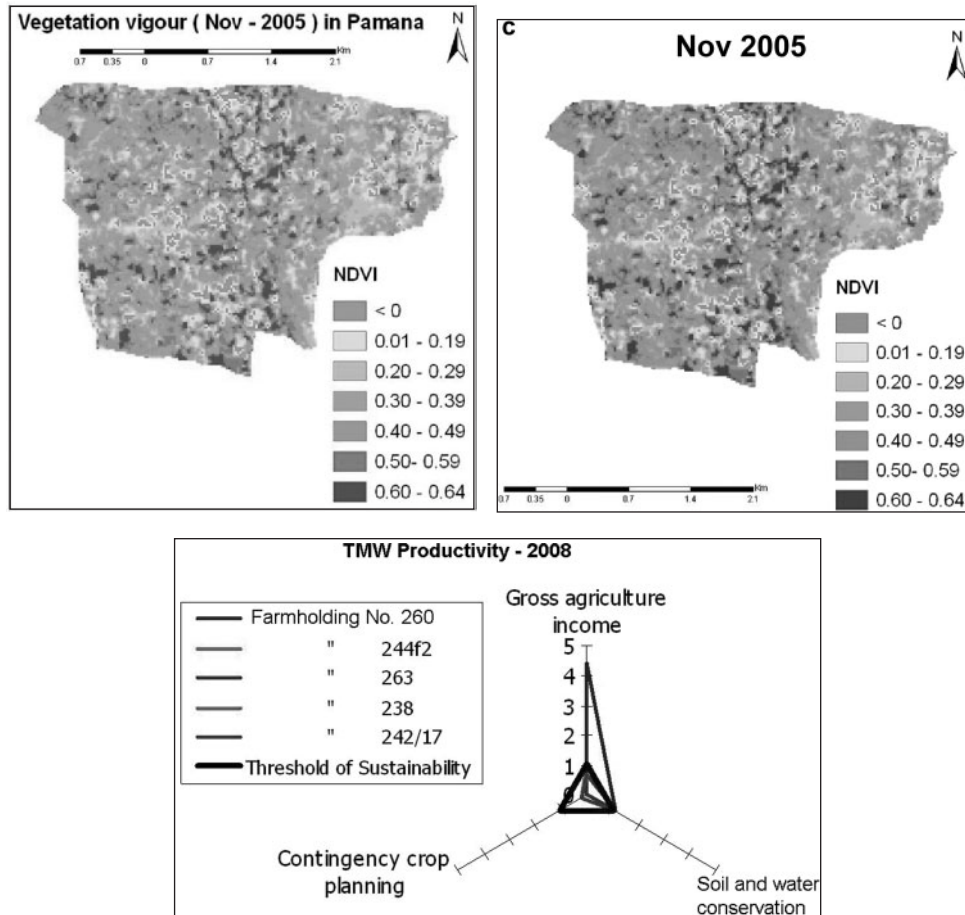 Vegetation vigour ( Nov - 2005 ) in Pamana
N
Km
0.7 0.35 0 0.7 1.4 2.1
NDVI
< 0
0.01 - 0.19
0.20 - 0.29
0.30 - 0.39
0.40 - 0.49
0.50- 0.59
0.60 - 0.64
c
Nov 2005
N
NDVI
< 0
0.01 - 0.19
0.20 - 0.29
0.30 - 0.39
0.40 - 0.49
0.50- 0.59
0.60 - 0.64
Km
0.7 0.35 0 0.7 1.4 2.1
TMW Productivity - 2008
Farmholding No. 260
" 244f2
" 263
" 238
" 242/17
Threshold of Sustainability
Gross agriculture
income
5
4
3
2
1
0
Contingency crop
planning
Soil and water
conservation